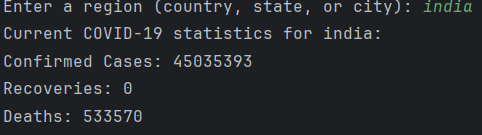 Enter a region (country, state, or city): india
Current COVID-19 statistics for india:
Confirmed Cases: 45035393
Recoveries: 0
Deaths: 533570